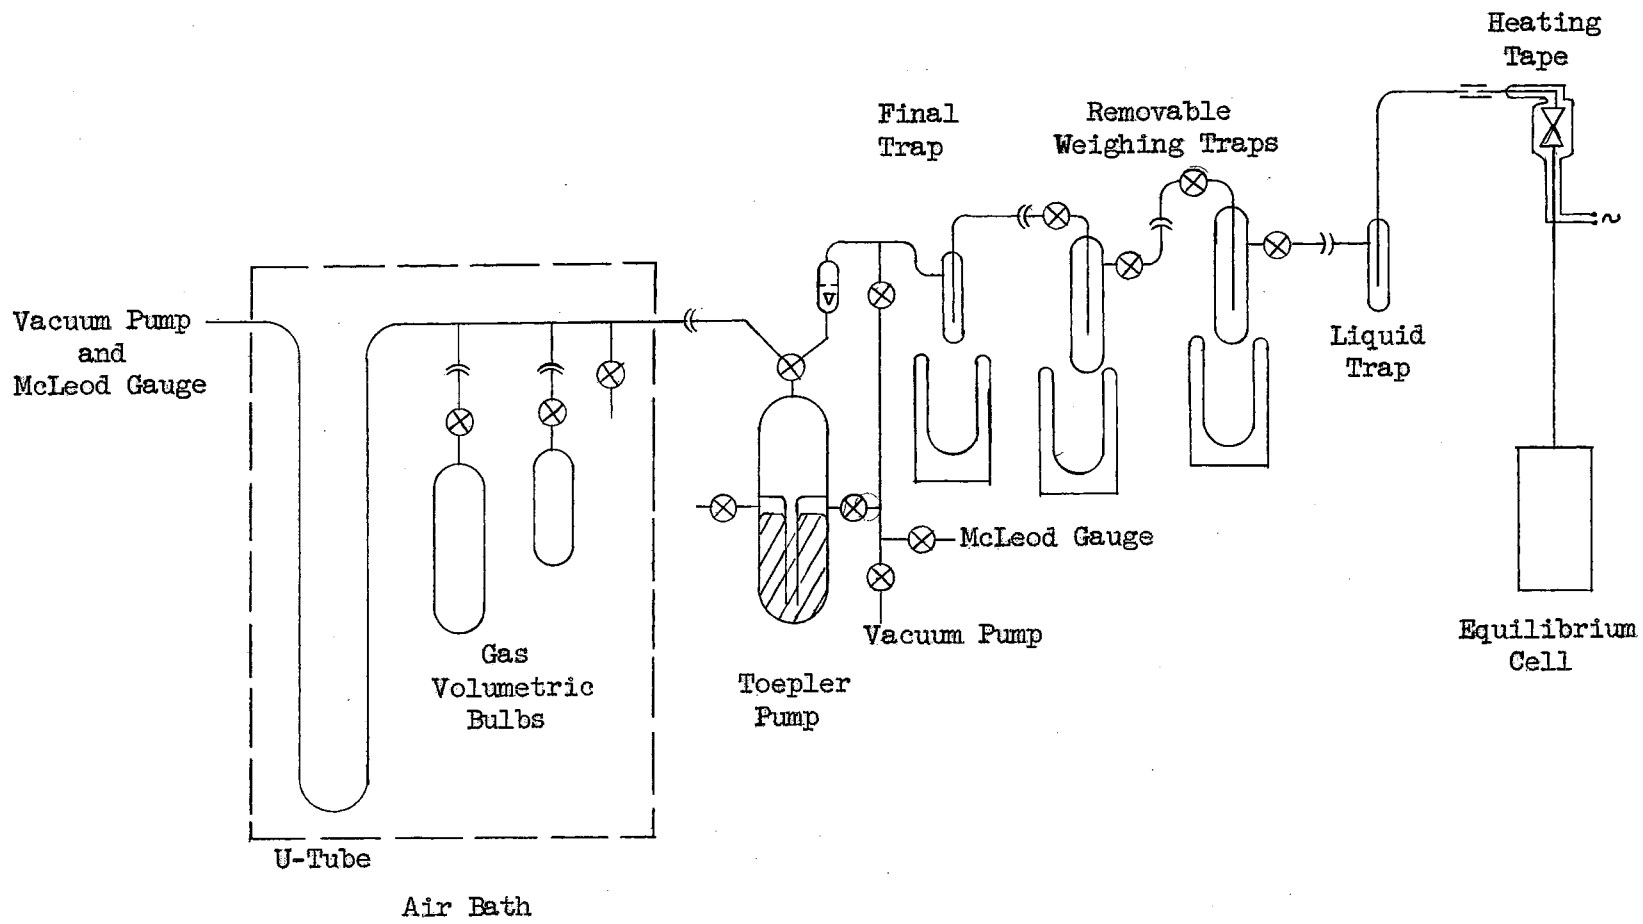 Heating
Tape
Final
Trap
Removable
Weighing Traps
Vacuum Pump
and
McLeod Gauge
Liquid
Trap
McLeod Gauge
Vacuum Pump
Equilibrium
Cell
Gas
Volumetric
Bulbs
Toepler
Pump
U-Tube
Air Bath